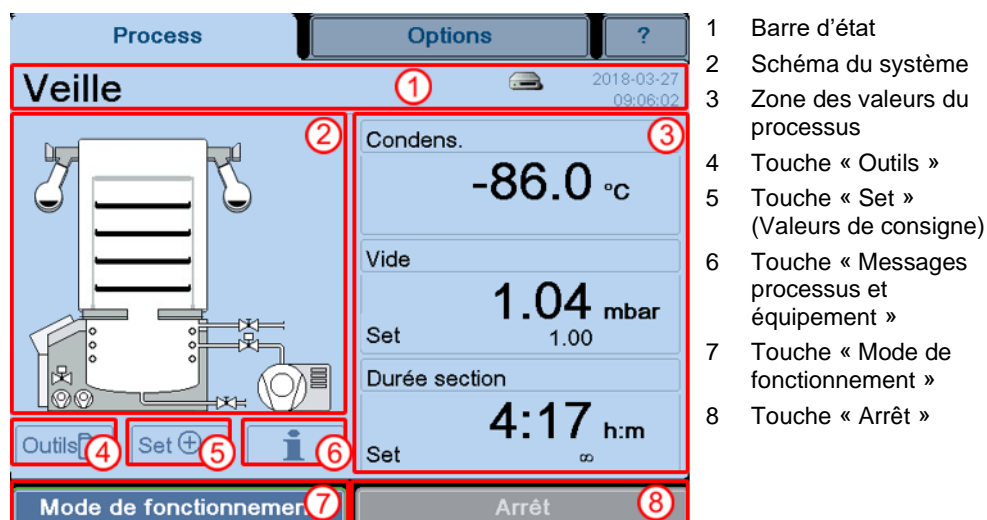 Process
Options
?
Veille
1
2018-03-27
09:06:02
2
3
Condens.
-86.0 °C
Vide
1.04 mbar
Set 1.00
Durée section
4:17 h:m
Set ∞
Outils
4
Set
5
i
6
Mode de fonctionnemen
7
Arrêt
8
1 Barre d'état
2 Schéma du système
3 Zone des valeurs du
processus
4 Touche « Outils »
5 Touche « Set »
(Valeurs de consigne)
6 Touche « Messages
processus et
équipement »
7 Touche « Mode de
fonctionnement »
8 Touche « Arrêt »